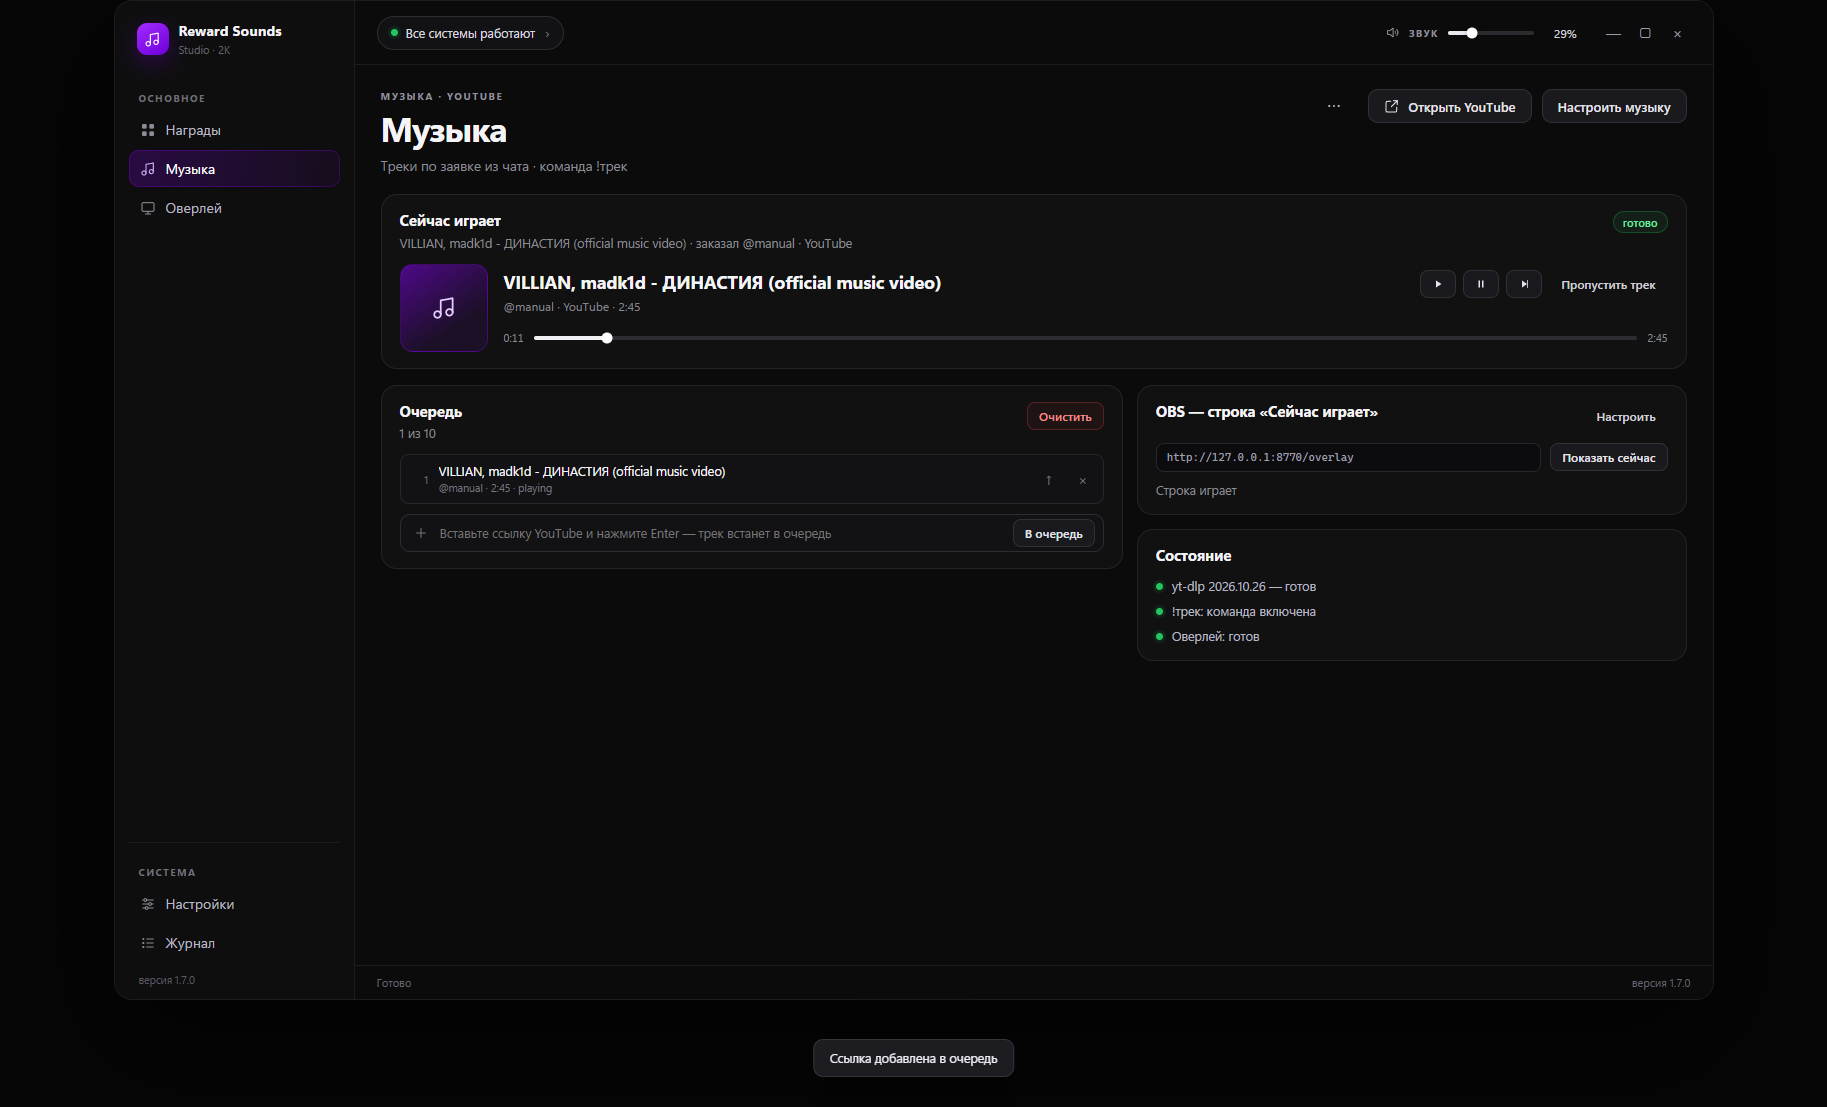 Reward Sounds
Studio · 2K
ОСНОВНОЕ
Награды
Музыка
Оверлей
СИСТЕМА
Настройки
Журнал
версия 1.7.0
Все системы работают ›
ЗВУК
29%
МУЗЫКА · YOUTUBE
Музыка
Треки по заявке из чата · команда !трек
Открыть YouTube
Настроить музыку
Сейчас играет
готово
VILLIAN, madk1d - ДИНАСТИЯ (official music video) · заказал @manual · YouTube
VILLIAN, madk1d - ДИНАСТИЯ (official music video)
@manual · YouTube · 2:45
Пропустить трек
0:11
2:45
Очередь
1 из 10
Очистить
1
VILLIAN, madk1d - ДИНАСТИЯ (official music video)
@manual · 2:45 · playing
Вставьте ссылку YouTube и нажмите Enter — трек встанет в очередь
В очередь
OBS — строка «Сейчас играет»
Настроить
http://127.0.0.1:8770/overlay
Показать сейчас
Строка играет
Состояние
yt-dlp 2026.10.26 — готов
!трек: команда включена
Оверлей: готов
Готово
версия 1.7.0
Ссылка добавлена в очередь